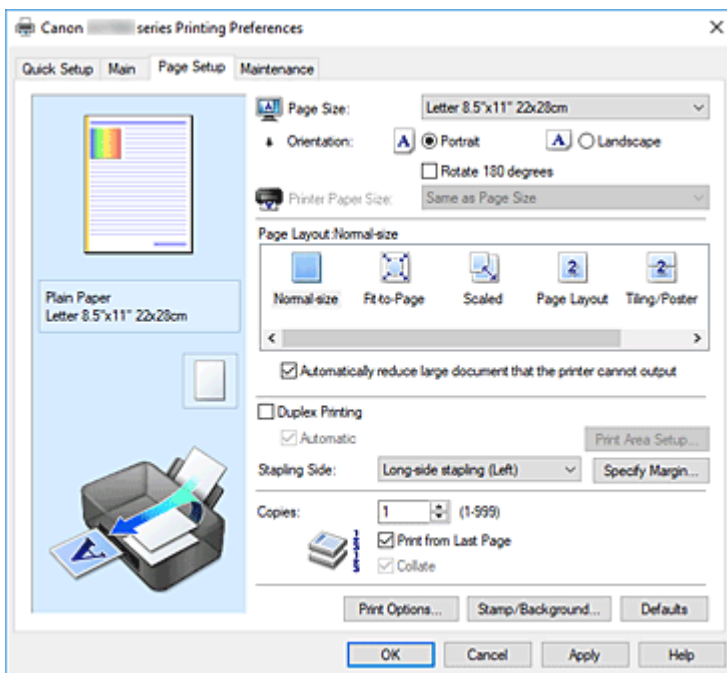 Canon series Printing Preferences
Quick Setup Main Page Setup Maintenance
Page Size: Letter 8.5"x11" 22x28cm
Orientation: A Portrait A Landscape
Rotate 180 degrees
Printer Paper Size: Same as Page Size
Page Layout:Normal-size
Normal-size Fit-to-Page Scaled Page Layout Tiling/Poster
Plain Paper
Letter 8.5"x11" 22x28cm
Automatically reduce large document that the printer cannot output
Duplex Printing
Automatic Print Area Setup...
Stapling Side: Long-side stapling (Left) Specify Margin...
Copies: 1 (1-999)
Print from Last Page
Collate
Print Options... Stamp/Background... Defaults
OK Cancel Apply Help